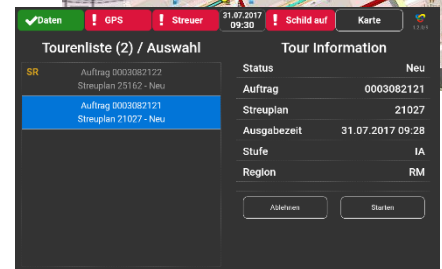 Daten
! GPS
! Streuer
31.07.2017
09:30
! Schild auf
Karte
Tourenliste (2) / Auswahl
SR
Auftrag 0003082122
Streuplan 25162 - Neu
Auftrag 0003082121
Streuplan 21027 - Neu
Tour Information
Status Neu
Auftrag 0003082121
Streuplan 21027
Ausgabezeit 31.07.2017 09:28
Stufe IA
Region RM
Ablehnen
Starten